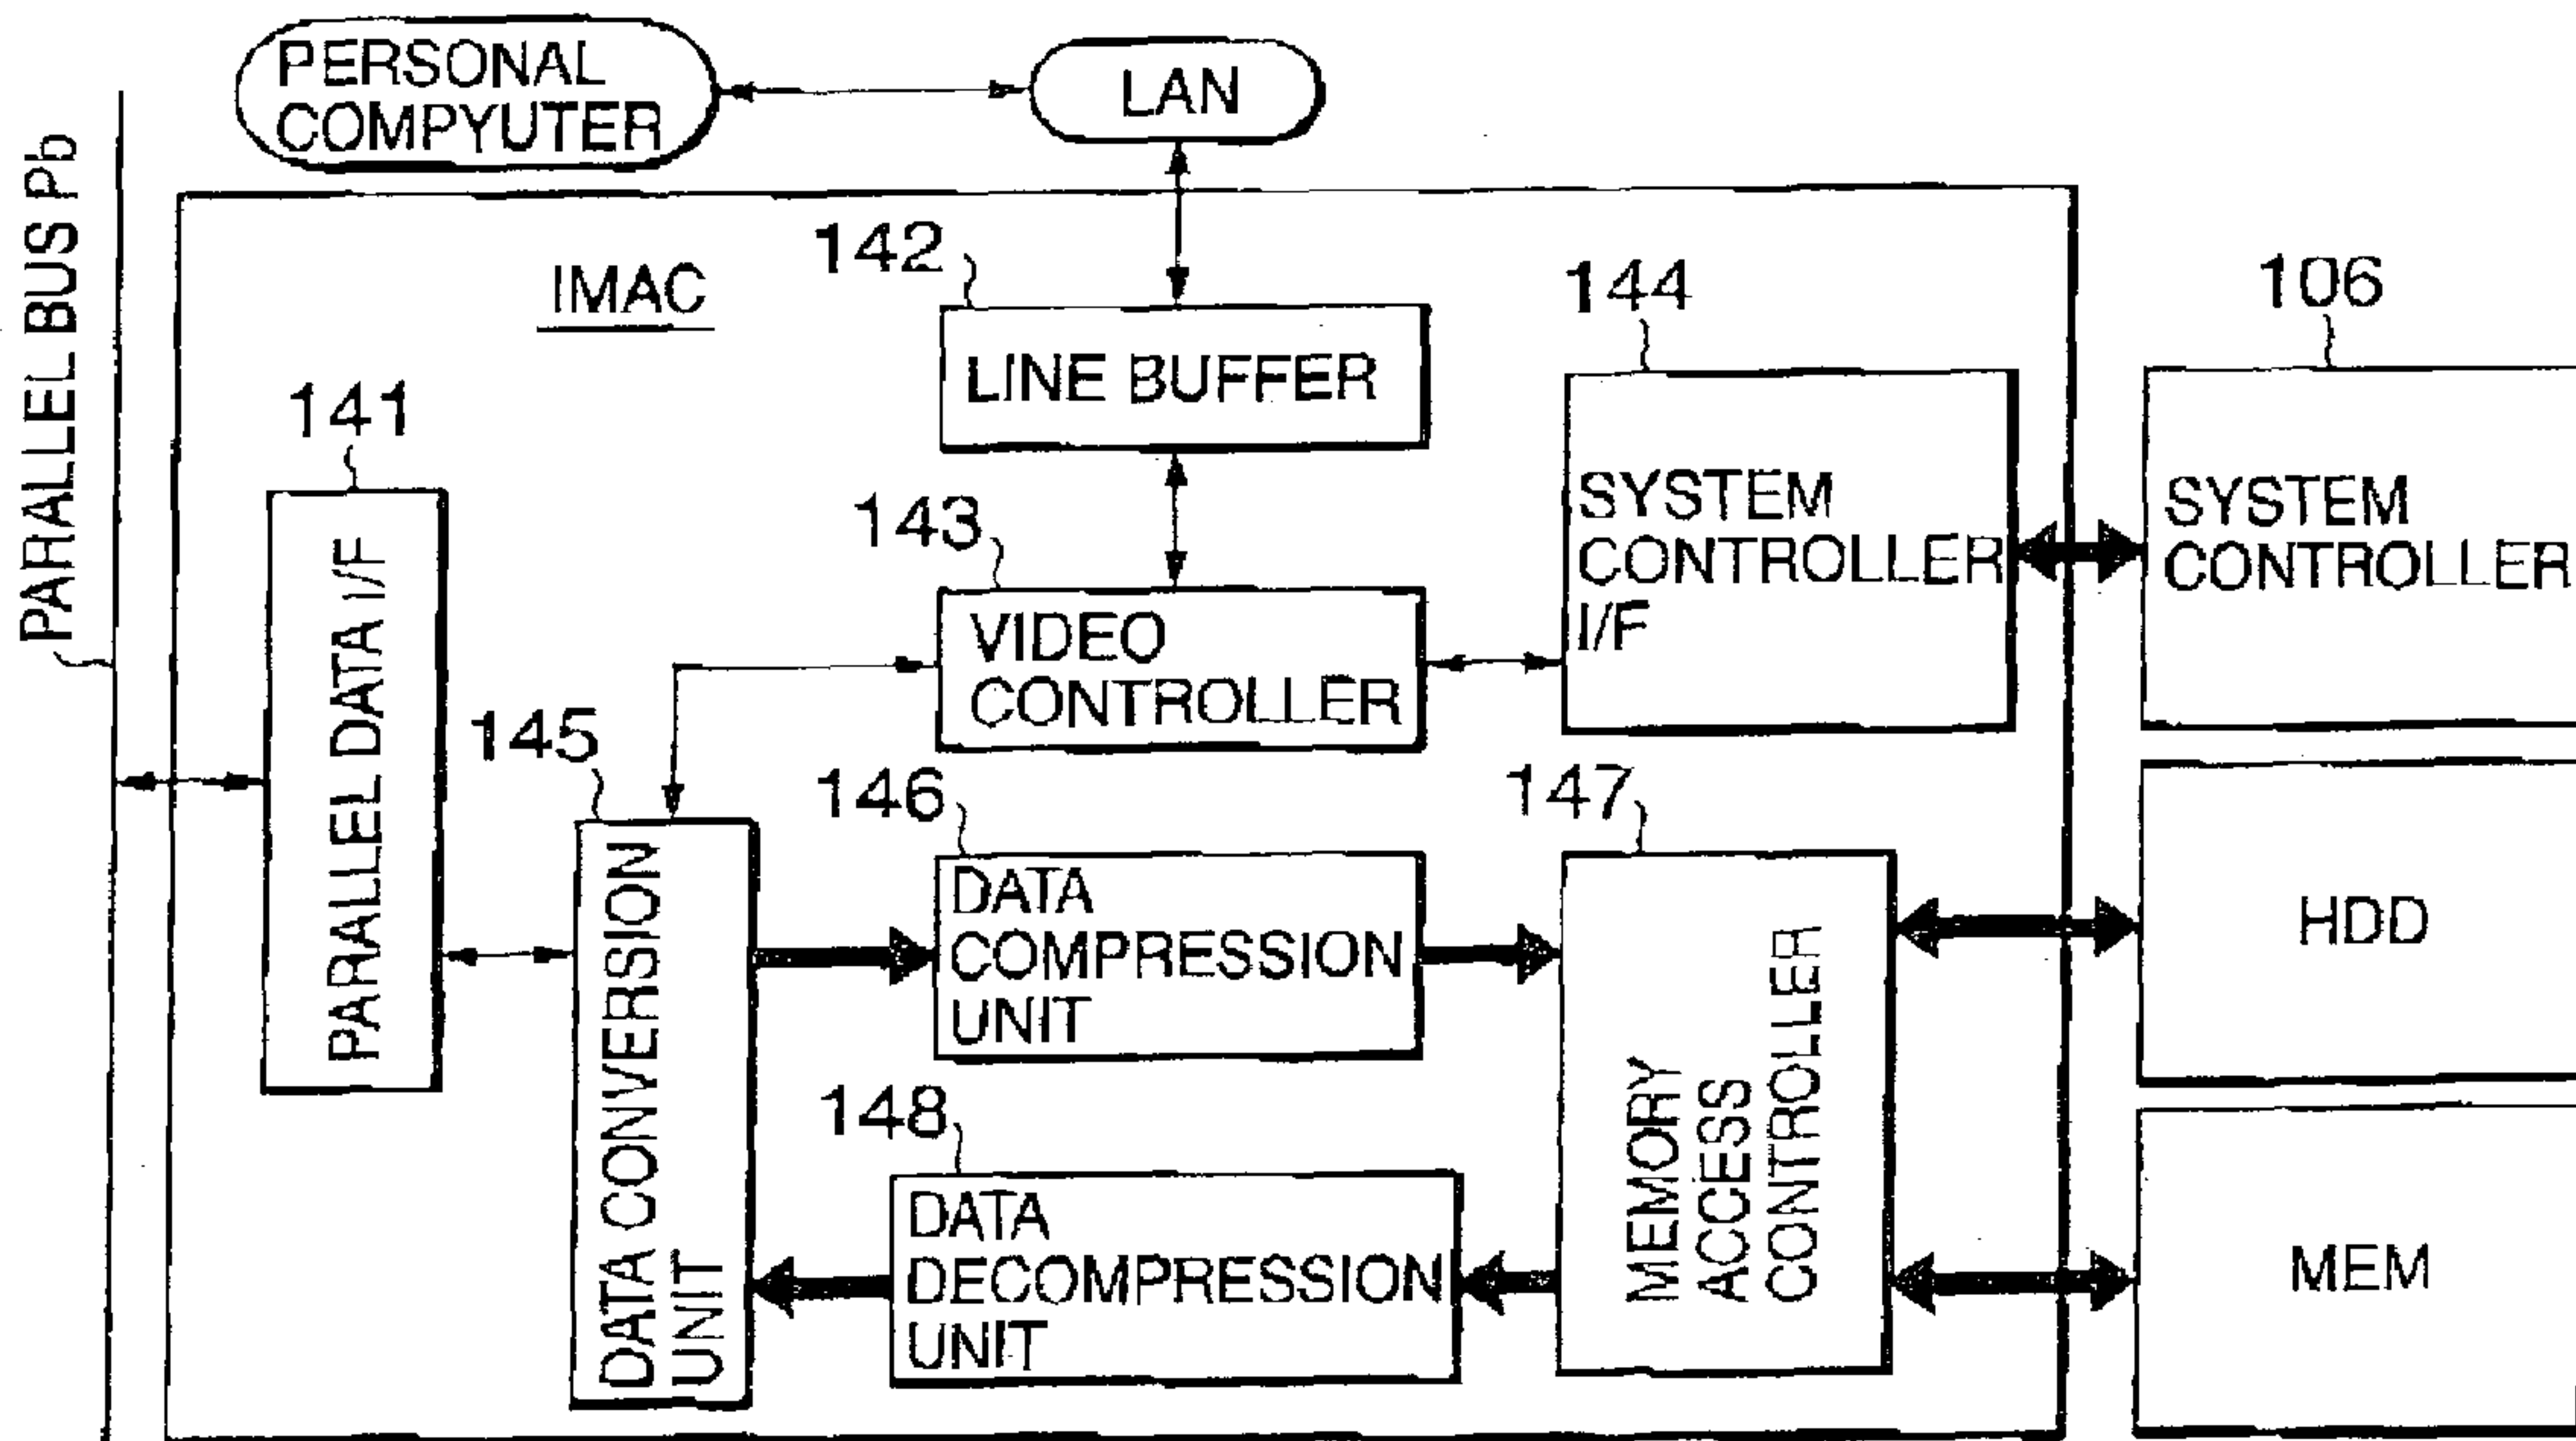 PERSONAL
COMPYUTER
LAN
PARALLEL BUS Pb
IMAC
142
LINE BUFFER
144
SYSTEM
CONTROLLER
I/F
106
SYSTEM
CONTROLLER
141
PARALLEL DATA I/F
143
VIDEO
CONTROLLER
145
DATA CONVERSION
UNIT
146
DATA
COMPRESSION
UNIT
147
MEMORY
ACCESS
CONTROLLER
HDD
148
DATA
DECOMPRESSION
UNIT
MEM